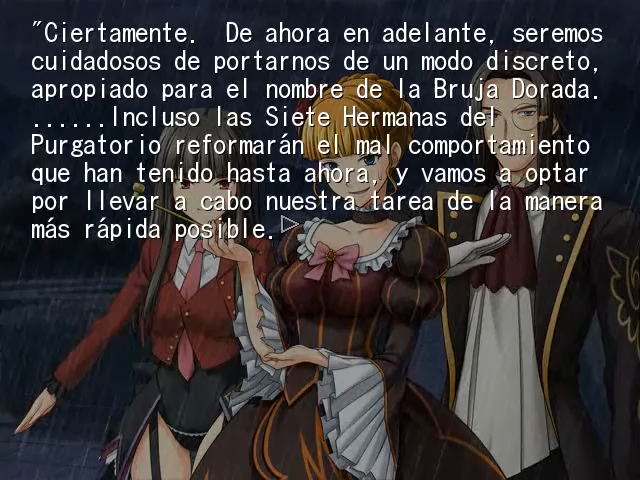 "Ciertamente.  De ahora en adelante, seremos
cuidadosos de portarnos de un modo discreto,
apropiado para el nombre de la Bruja Dorada.
......Incluso las Siete Hermanas del
Purgatorio reformarán el mal comportamiento
que han tenido hasta ahora, y vamos a optar
por llevar a cabo nuestra tarea de la manera
más rápida posible.